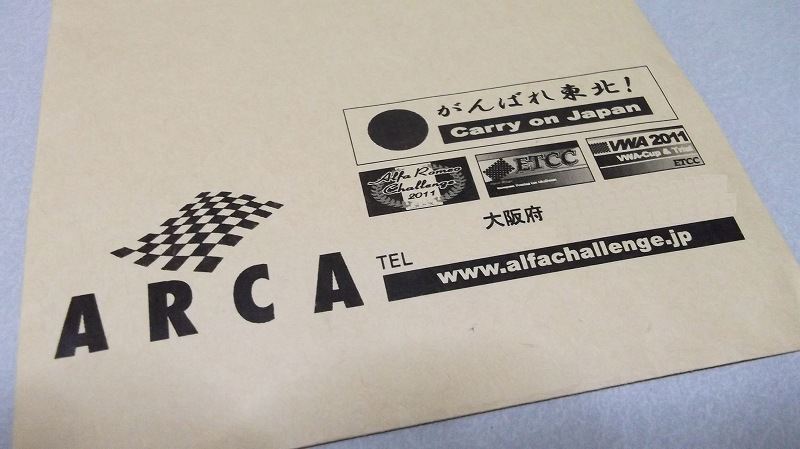 がんばれ東北!
Carry on Japan
Alfa Romeo
Challenge
2011
ETCC
VWA 2011
VWA-Cup & Trial
ETCC
大阪府
TEL
www.alfachallenge.jp
ARCA